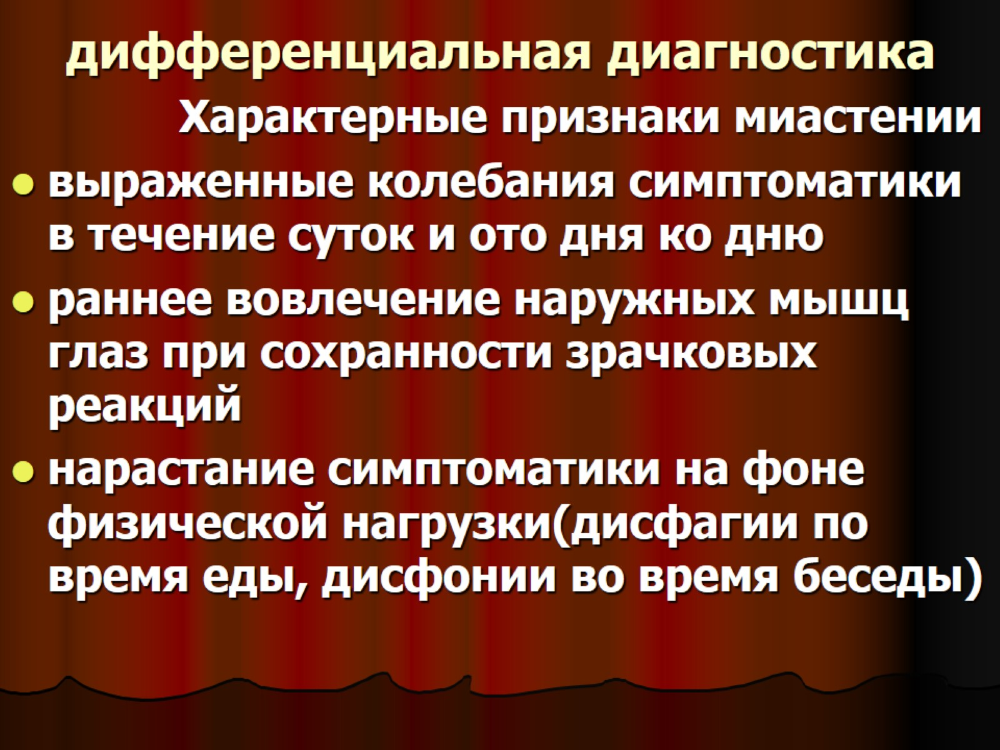 дифференциальная диагностика
Характерные признаки миастении
выраженные колебания симптоматики
в течение суток и ото дня ко дню
раннее вовлечение наружных мышц
глаз при сохранности зрачковых
реакций
нарастание симптоматики на фоне
физической нагрузки(дисфагии по
время еды, дисфонии во время беседы)